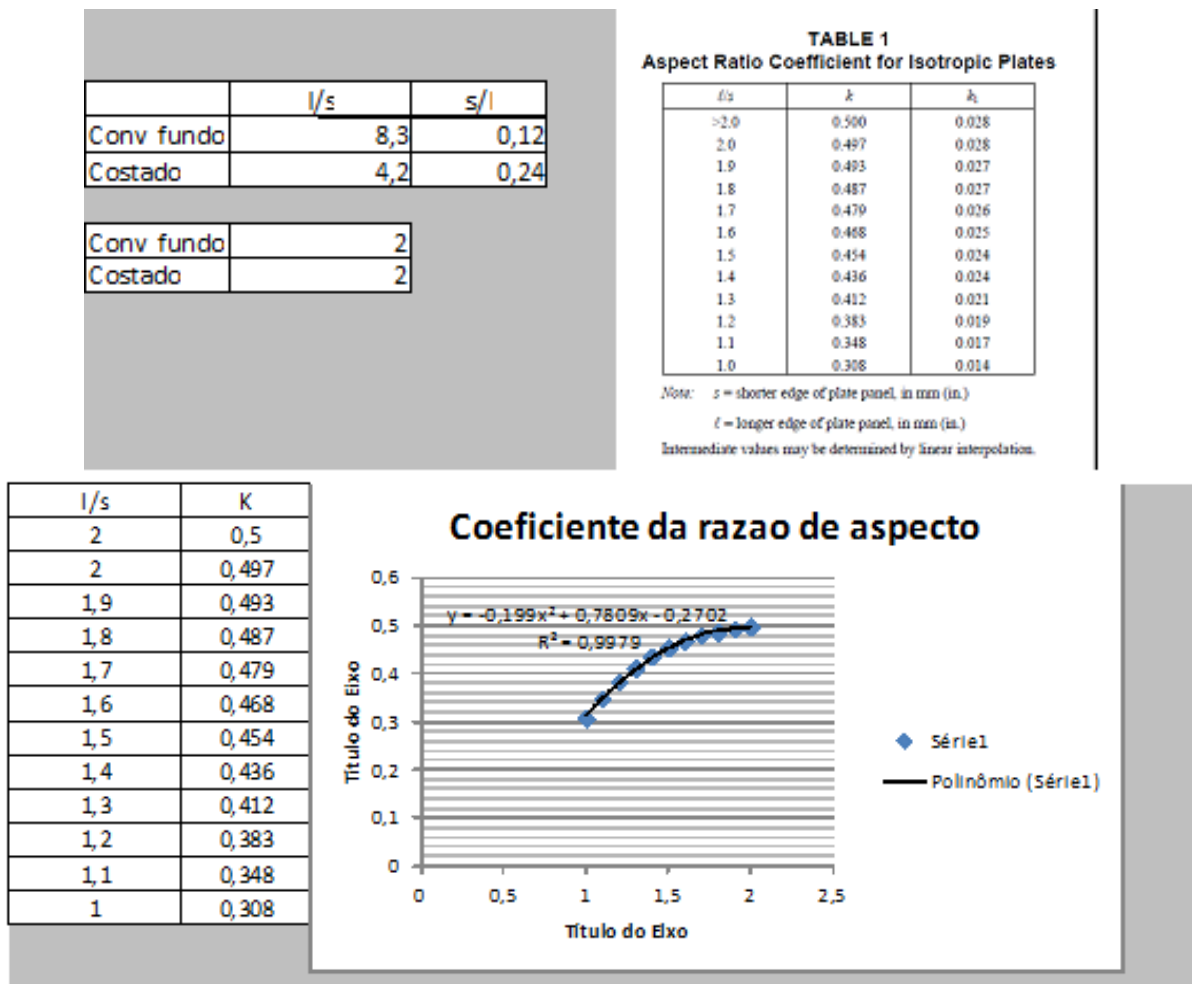 l/s s/l
Conv fundo 8,3 0,12
Costado 4,2 0,24
Conv fundo 2
Costado 2
TABLE 1
Aspect Ratio Coefficient for Isotropic Plates
ℓ/s k k₁
>2.0 0.500 0.028
2.0 0.497 0.028
1.9 0.493 0.027
1.8 0.487 0.027
1.7 0.479 0.026
1.6 0.468 0.025
1.5 0.454 0.024
1.4 0.436 0.024
1.3 0.412 0.021
1.2 0.383 0.019
1.1 0.348 0.017
1.0 0.308 0.014
Note: s = shorter edge of plate panel, in mm (in.)
ℓ = longer edge of plate panel, in mm (in.)
Intermediate values may be determined by linear interpolation.
l/s K
2 0,5
2 0,497
1,9 0,493
1,8 0,487
1,7 0,479
1,6 0,468
1,5 0,454
1,4 0,436
1,3 0,412
1,2 0,383
1,1 0,348
1 0,308
Coeficiente da razao de aspecto
y = -0,199x² + 0,7809x - 0,2702
R² = 0,9979
Título do Eixo
0,6
0,5
0,4
0,3
0,2
0,1
0
0 0,5 1 1,5 2 2,5
Título do Eixo
Série1
Polinômio (Série1)